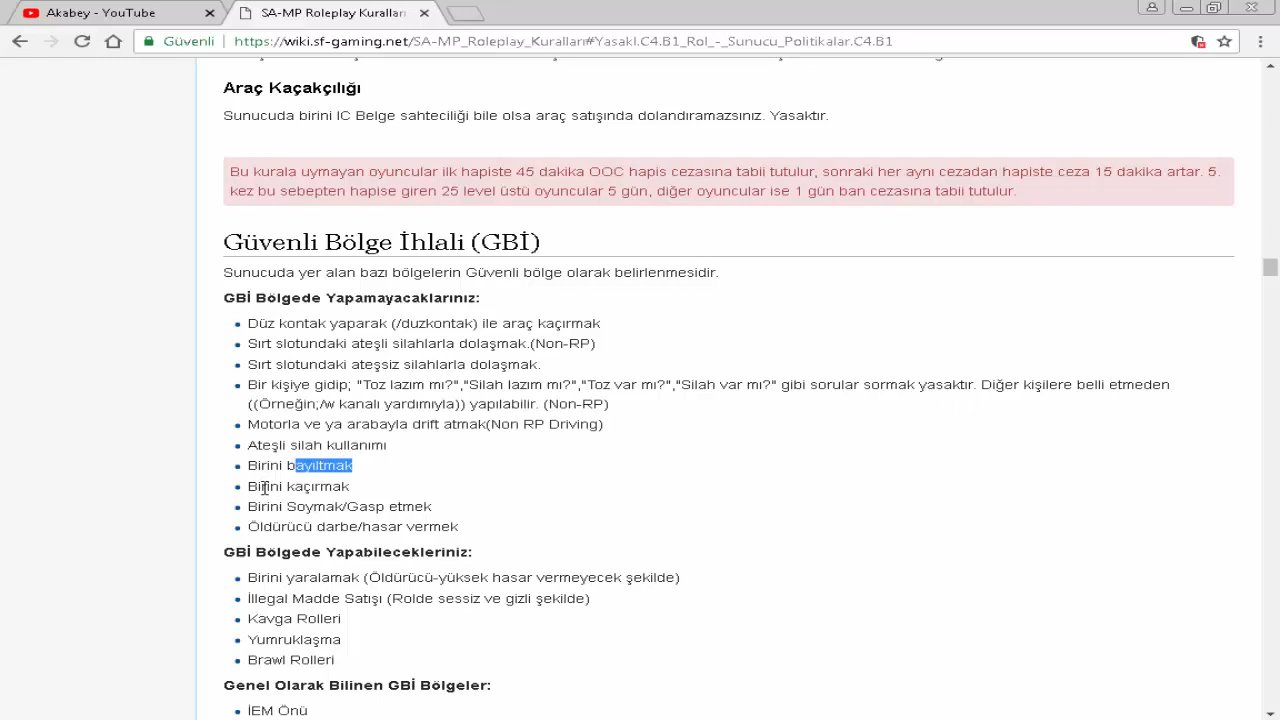 Akabey - YouTube
SA-MP Roleplay Kuralları
Güvenli
https://wiki.sf-gaming.net/SA-MP_Roleplay_Kuralları#Yasakl.C4.B1_Rol_-_Sunucu_Politikalar.C4.B1
Araç Kaçakçılığı
Sunucuda birini IC Belge sahteciliği bile olsa araç satışında dolandıramazsınız. Yasaktır.
Bu kurala uymayan oyuncular ilk hapiste 45 dakika OOC hapis cezasına tabii tutulur, sonraki her aynı cezadan hapiste ceza 15 dakika artar. 5.
kez bu sebepten hapise giren 25 level üstü oyuncular 5 gün, diğer oyuncular ise 1 gün ban cezasına tabii tutulur.
Güvenli Bölge İhlali (GBİ)
Sunucuda yer alan bazı bölgelerin Güvenli bölge olarak belirlenmesidir.
GBİ Bölgede Yapamayacaklarınız:
Düz kontak yaparak (/duzkontak) ile araç kaçırmak
Sırt slotundaki ateşli silahlarla dolaşmak.(Non-RP)
Sırt slotundaki ateşsiz silahlarla dolaşmak.
Bir kişiye gidip; "Toz lazım mı?","Silah lazım mı?","Toz var mı?","Silah var mı?" gibi sorular sormak yasaktır. Diğer kişilere belli etmeden
((Örneğin;/w kanalı yardımıyla)) yapılabilir. (Non-RP)
Motorla ve ya arabayla drift atmak(Non RP Driving)
Ateşli silah kullanımı
Birini bayıltmak
Birini kaçırmak
Birini Soymak/Gasp etmek
Öldürücü darbe/hasar vermek
GBİ Bölgede Yapabilecekleriniz:
Birini yaralamak (Öldürücü-yüksek hasar vermeyecek şekilde)
İllegal Madde Satışı (Rolde sessiz ve gizli şekilde)
Kavga Rolleri
Yumruklaşma
Brawl Rolleri
Genel Olarak Bilinen GBİ Bölgeler:
İEM Önü